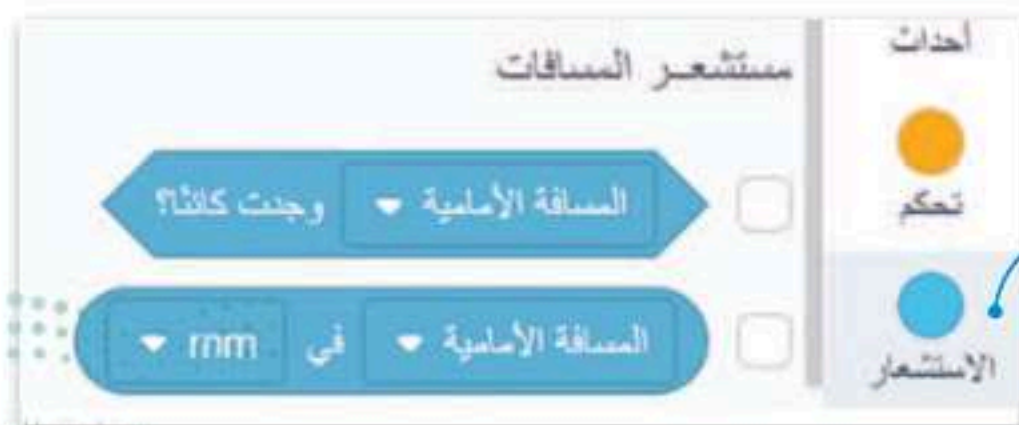 أحداث
تحكم
الاستشعار
مستشعر المسافات
المسافة الأمامية وجدت كائنًا؟
المسافة الأمامية في mm